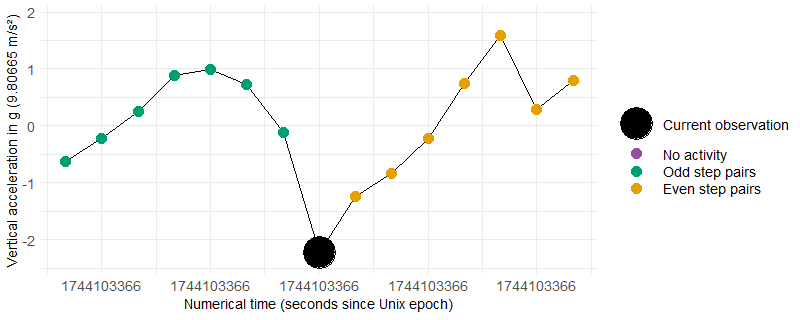 Vertical acceleration in g (9.80665 m/s²)
2
1
0
-1
-2
1744103366 1744103366 1744103366 1744103366 1744103366
Numerical time (seconds since Unix epoch)
Current observation
No activity
Odd step pairs
Even step pairs